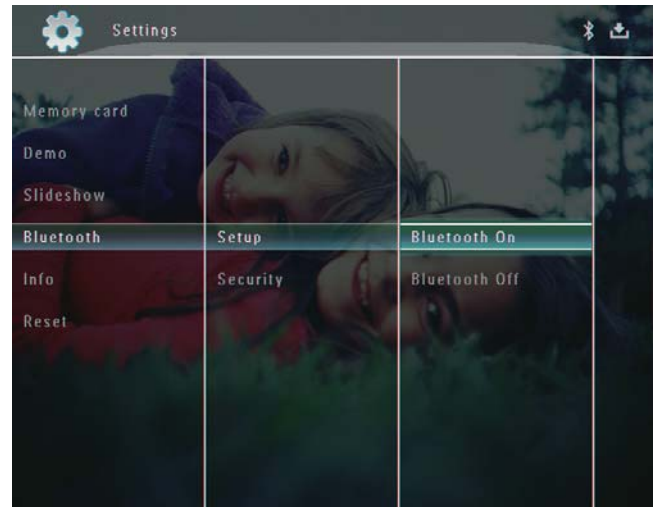 Settings
Memory card
Demo
Slideshow
Bluetooth
Setup
Bluetooth On
Info
Security
Bluetooth Off
Reset